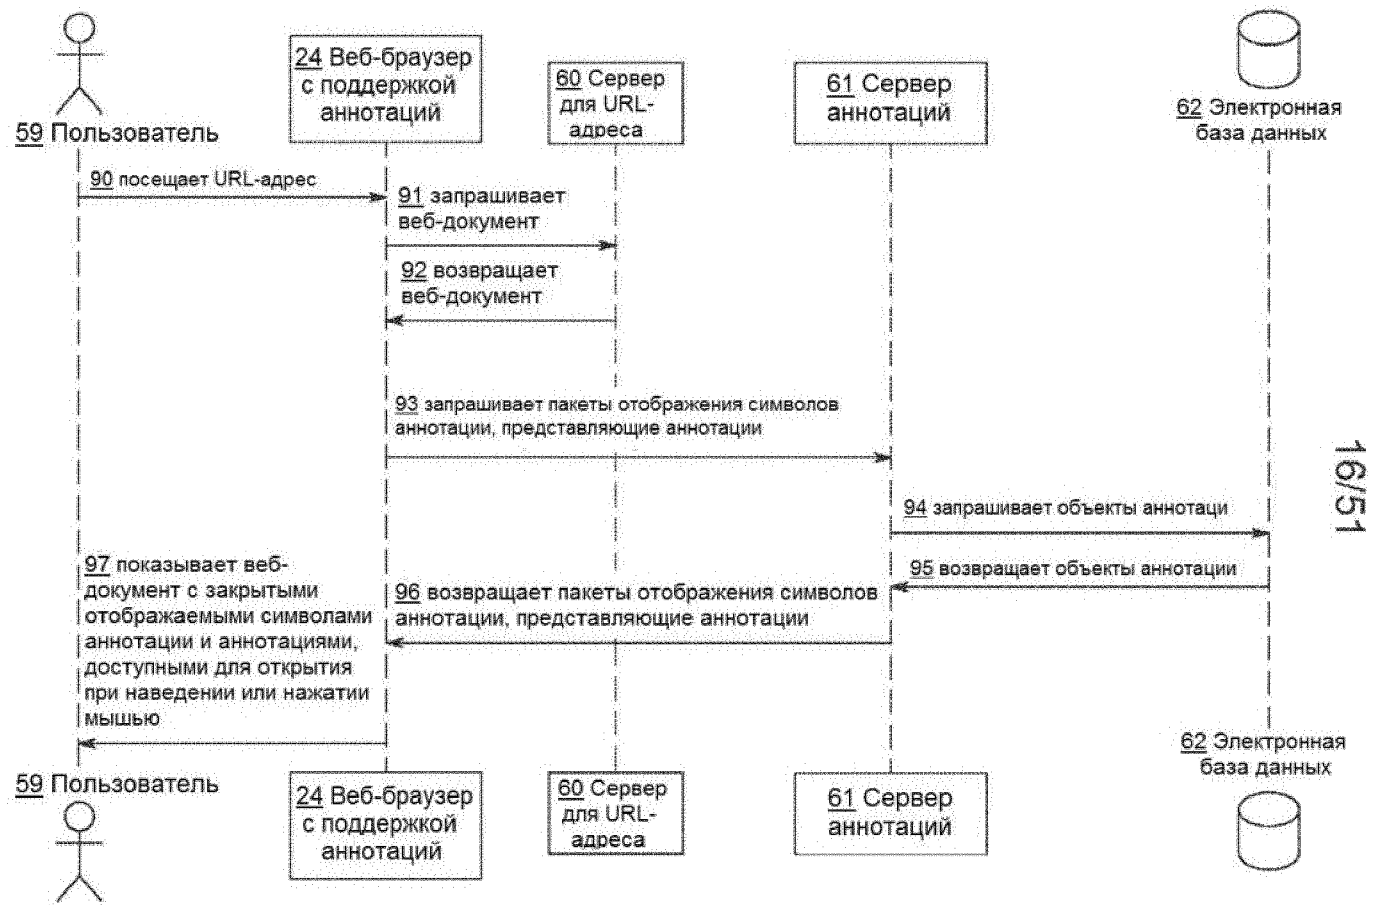 24 Веб-браузер
с поддержкой
аннотаций
60 Сервер
для URL-
адреса
61 Сервер
аннотаций
62 Электронная
база данных
59 Пользователь
90 посещает URL-адрес
91 запрашивает
веб-документ
92 возвращает
веб-документ
93 запрашивает пакеты отображения символов
аннотации, представляющие аннотации
16/51
94 запрашивает объекты аннотаци
95 возвращает объекты аннотации
96 возвращает пакеты отображения символов
аннотации, представляющие аннотации
97 показывает веб-
документ с закрытыми
отображаемыми символами
аннотации и аннотациями,
доступными для открытия
при наведении или нажатии
мышью
59 Пользователь
24 Веб-браузер
с поддержкой
аннотаций
60 Сервер
для URL-
адреса
61 Сервер
аннотаций
62 Электронная
база данных